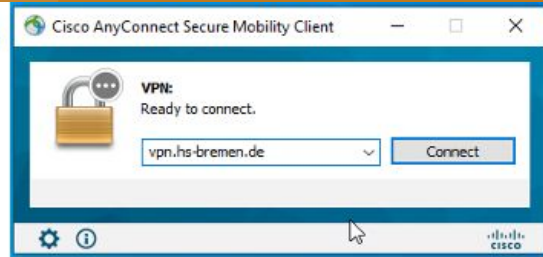 Cisco AnyConnect Secure Mobility Client
VPN:
Ready to connect.
vpn.hs-bremen.de
Connect
cisco